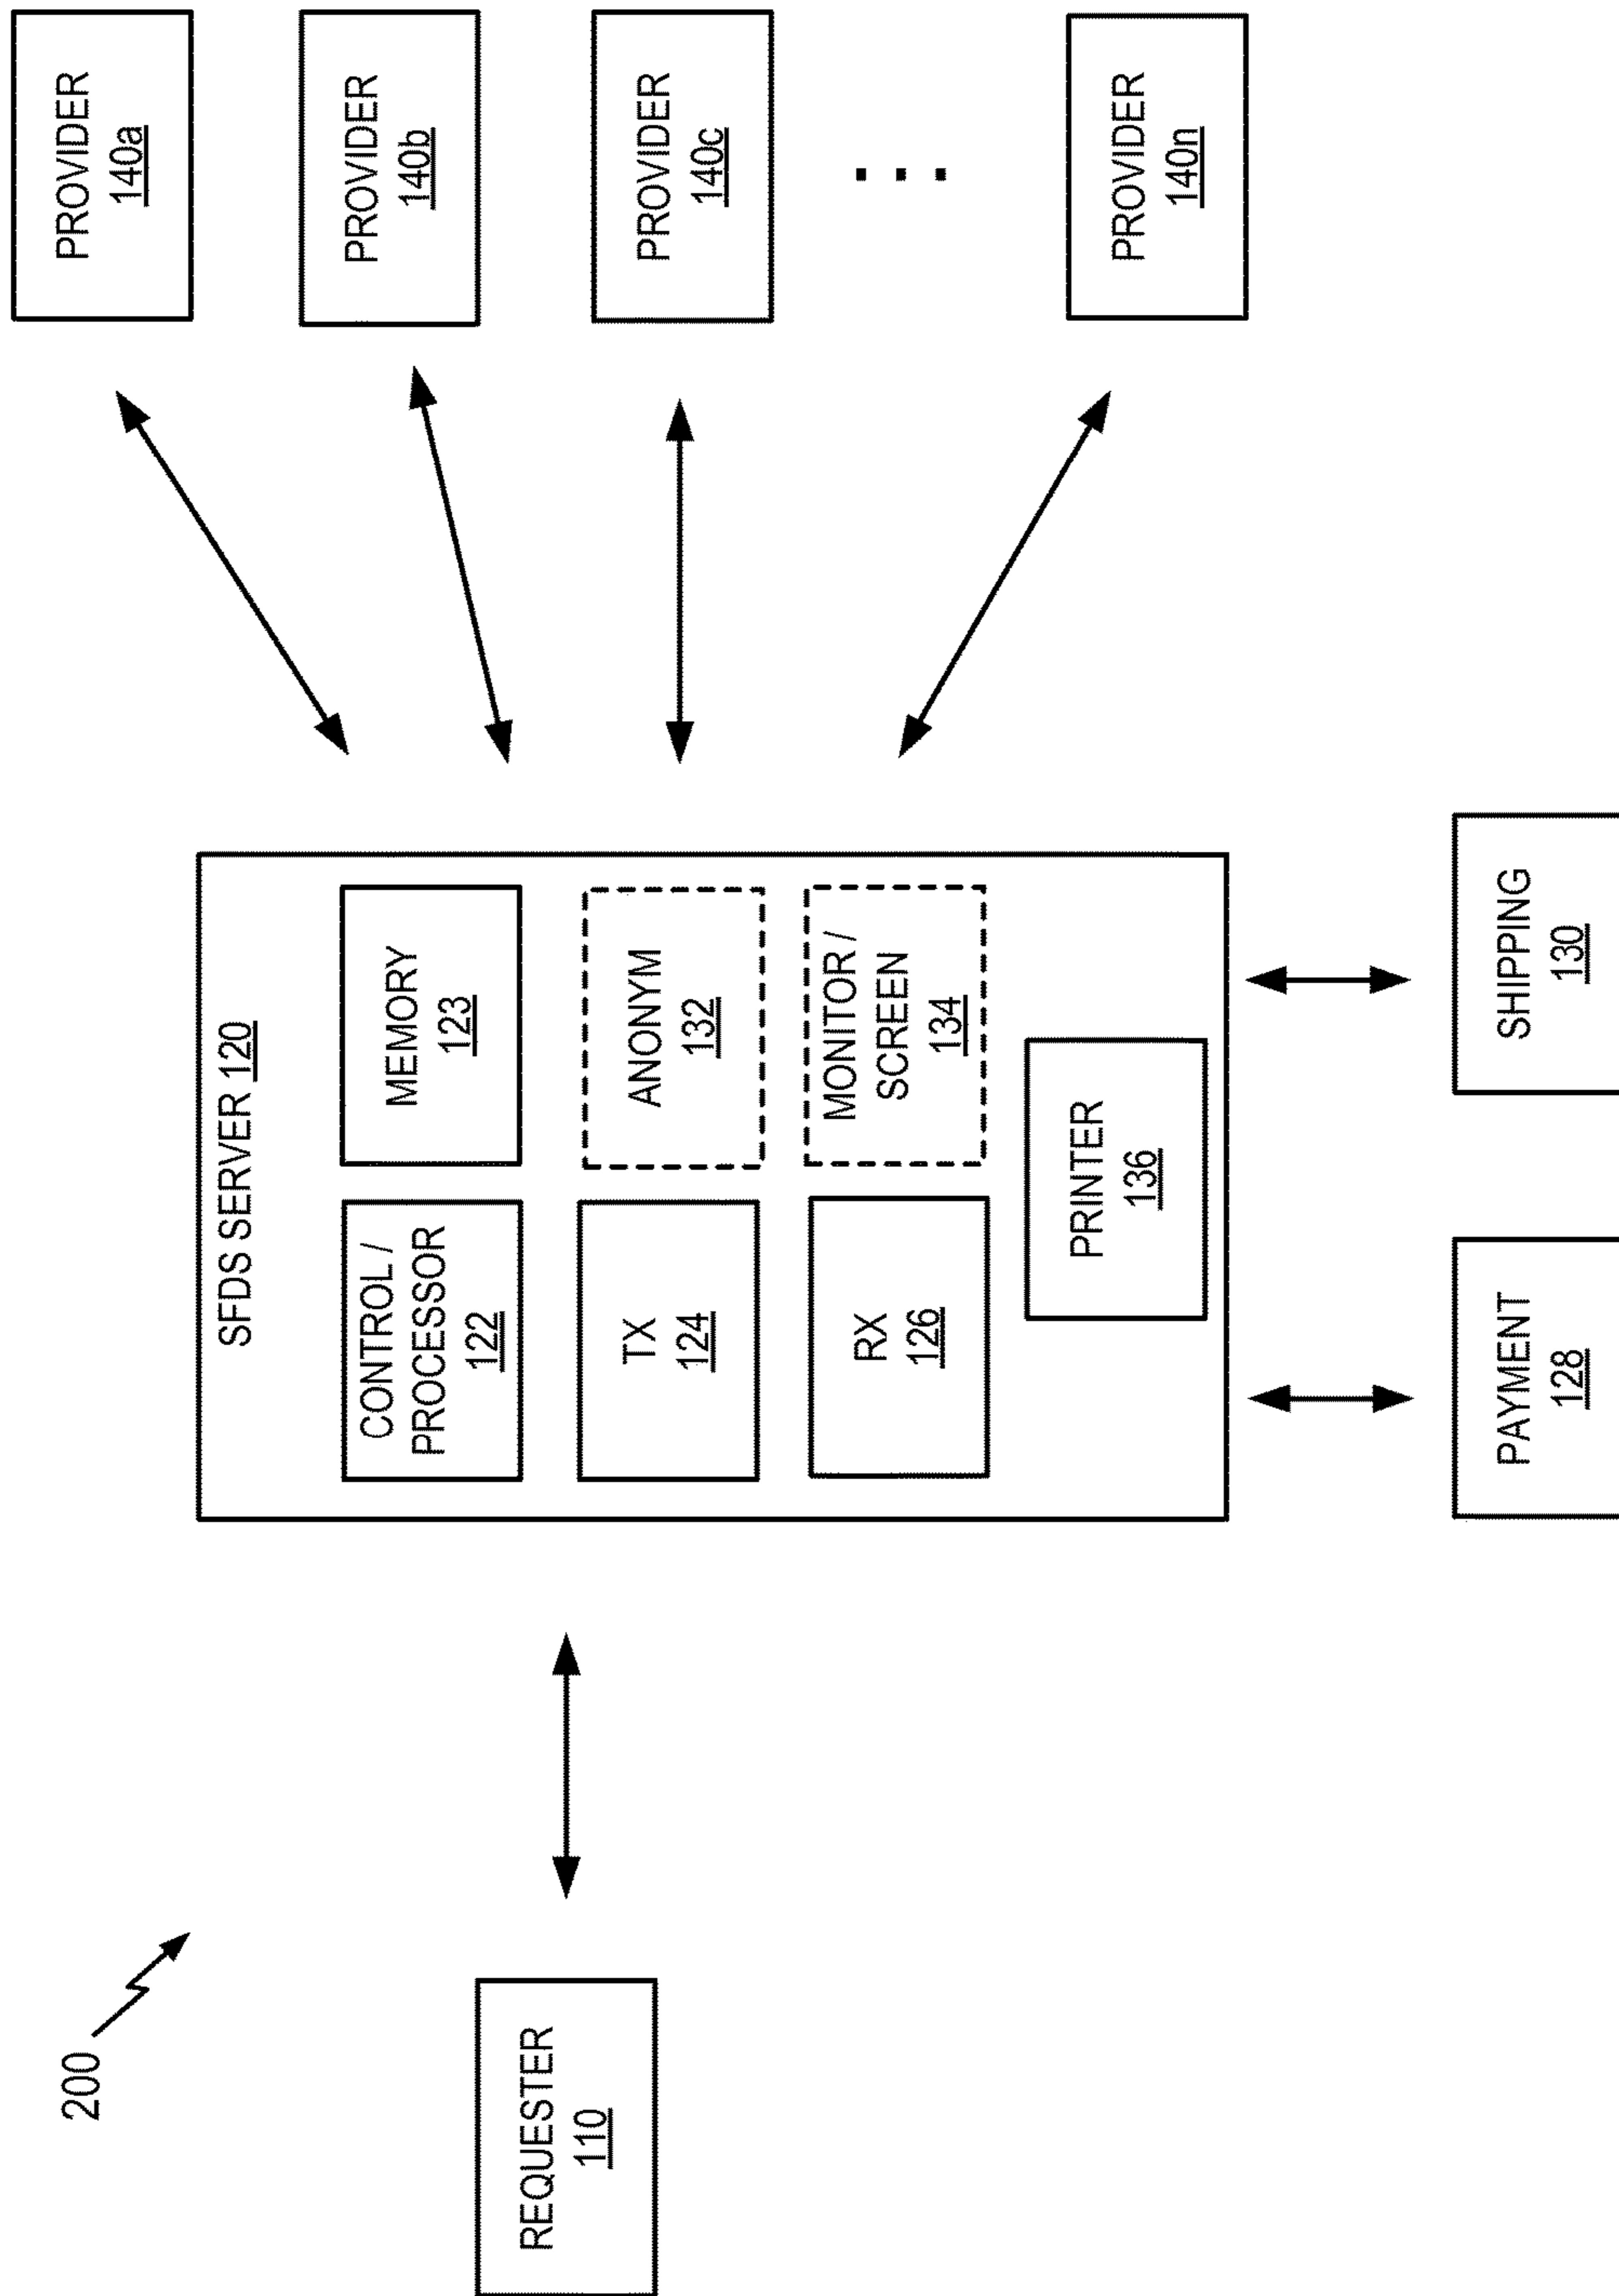 200
REQUESTER
110
SFDS SERVER 120
CONTROL /
PROCESSOR
122
MEMORY
123
TX
124
ANONYM
132
RX
126
MONITOR /
SCREEN
134
PRINTER
136
PAYMENT
128
SHIPPING
130
PROVIDER
140a
PROVIDER
140b
PROVIDER
140c
PROVIDER
140n